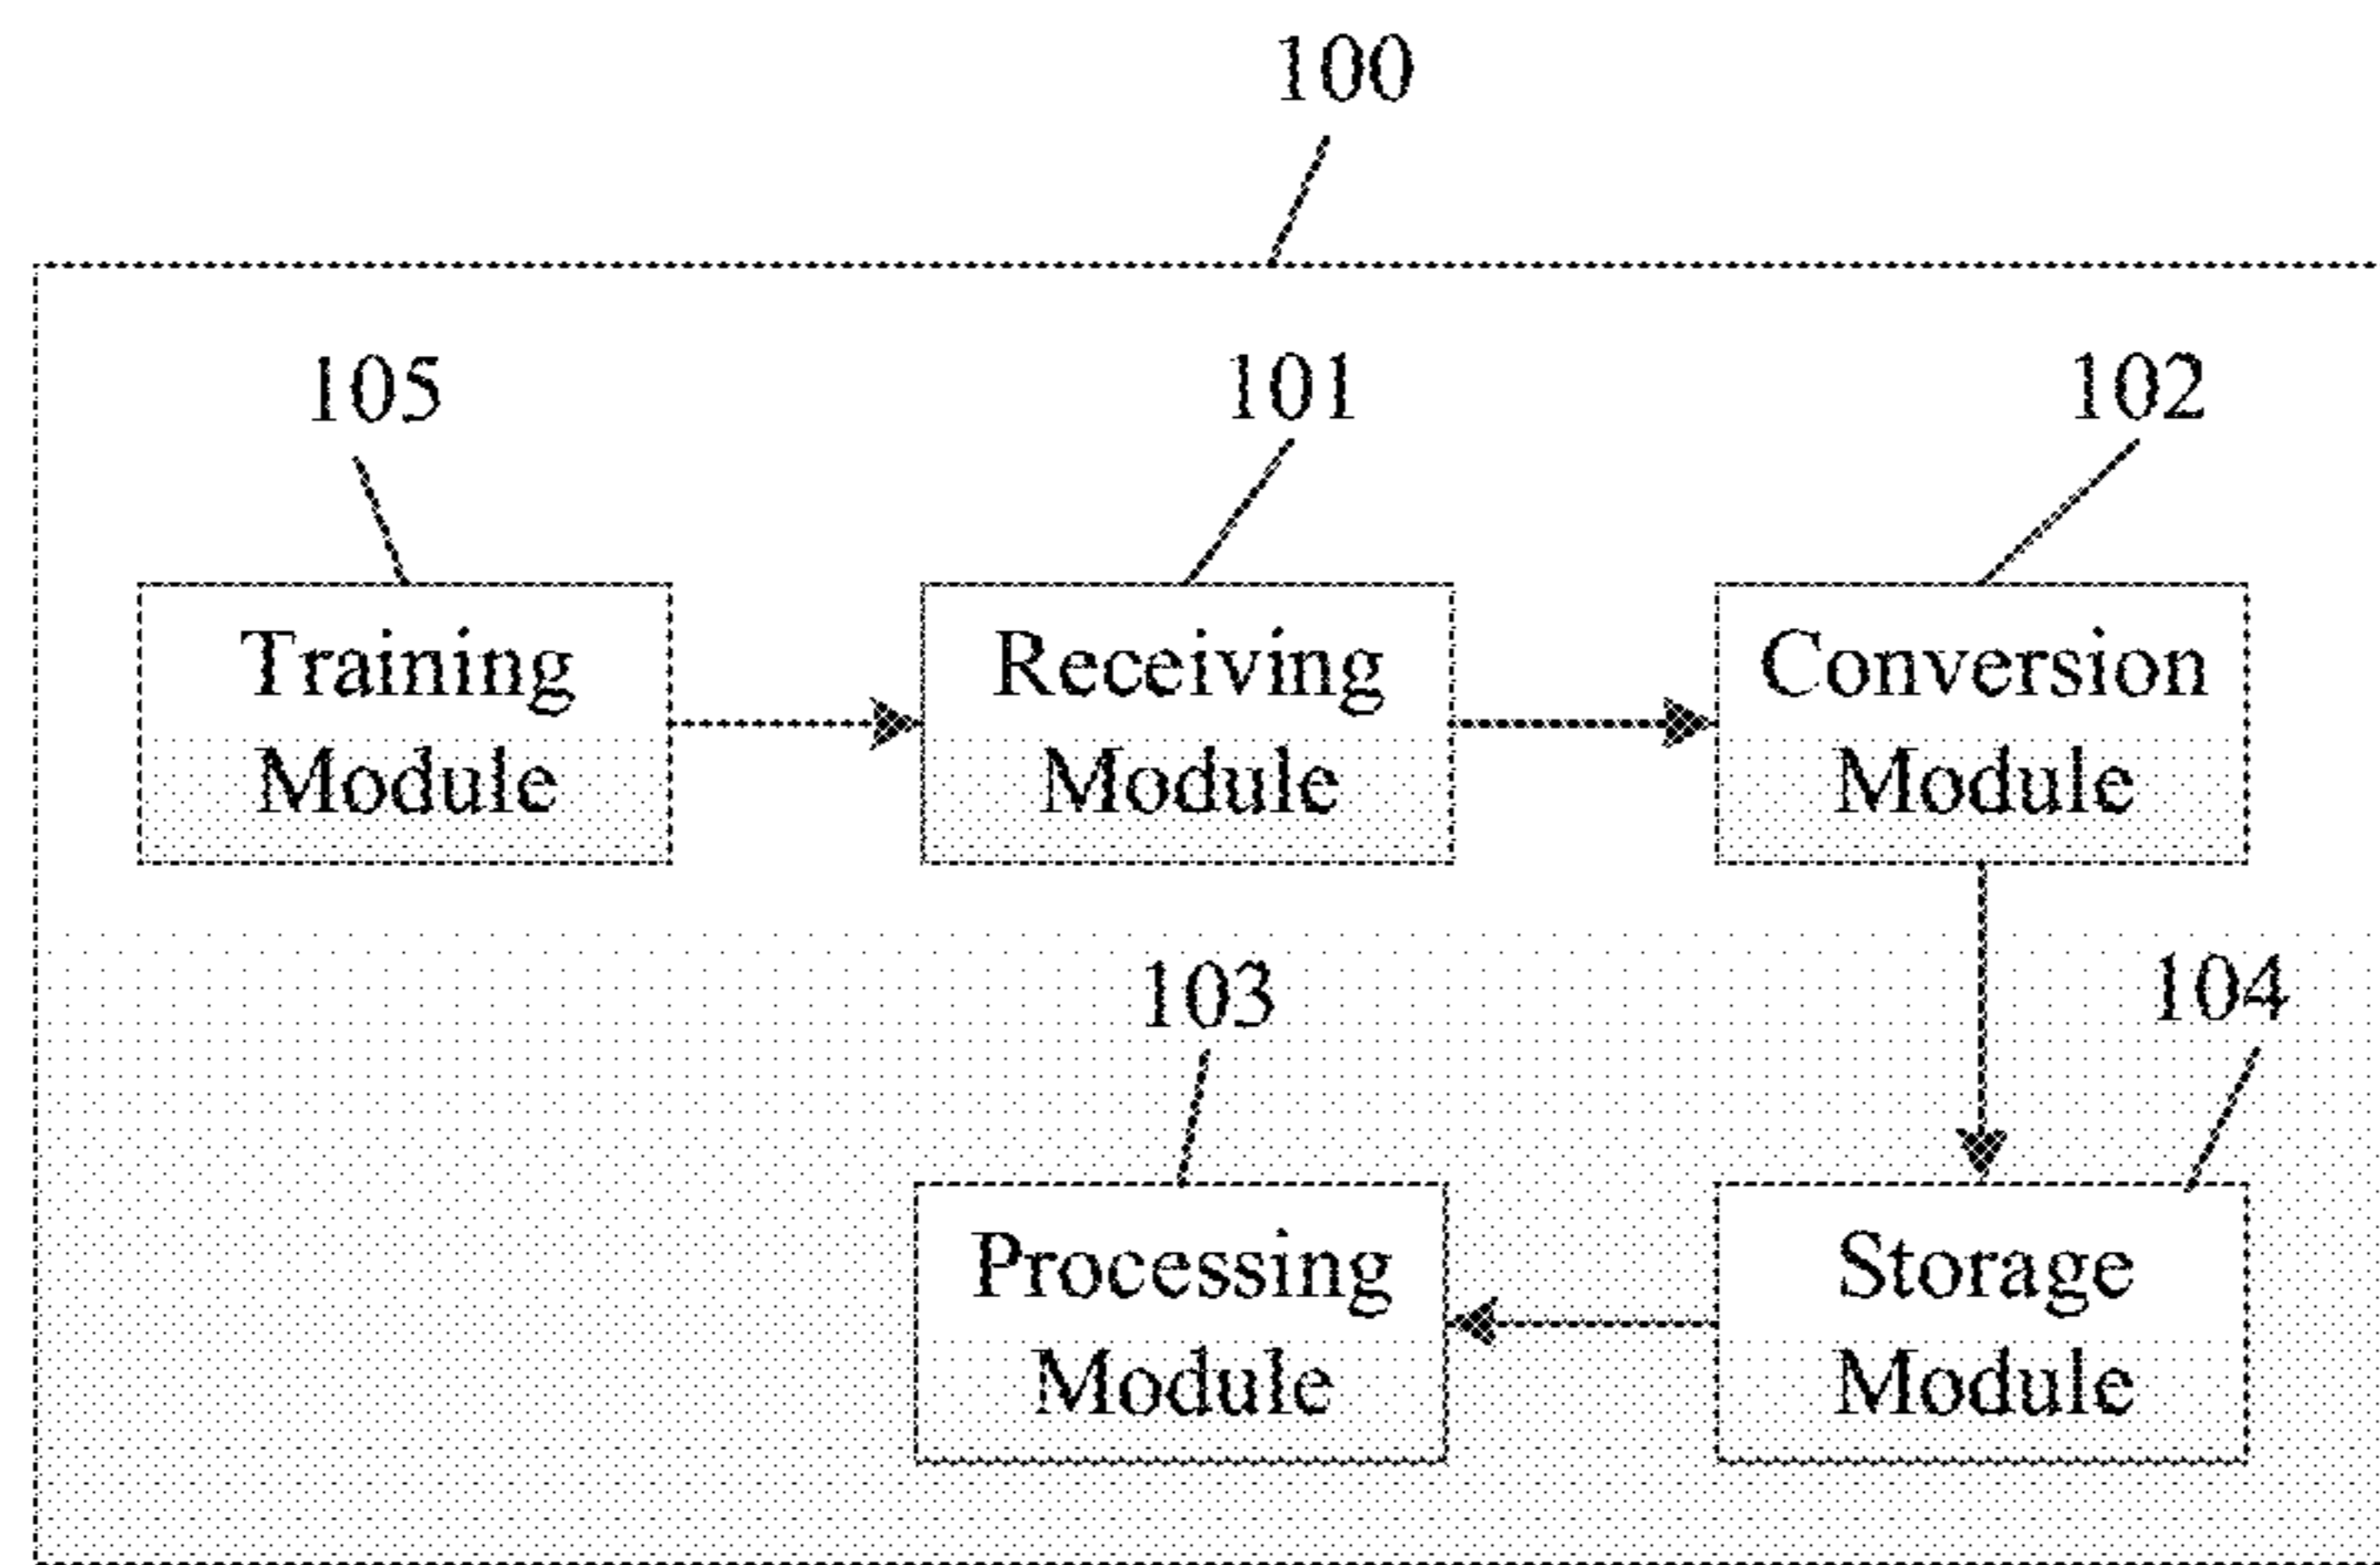 100
105
101
102
Training
Module
Receiving
Module
Conversion
Module
103
104
Processing
Module
Storage
Module